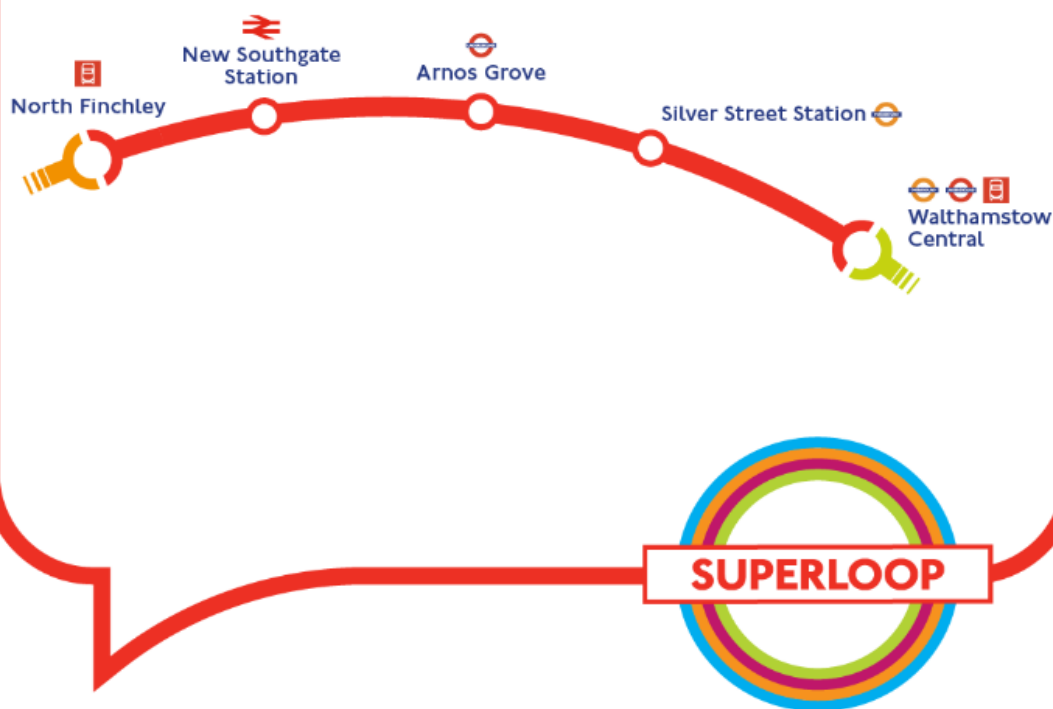 New Southgate
Station
Arnos Grove
North Finchley
Silver Street Station
Walthamstow
Central
SUPERLOOP